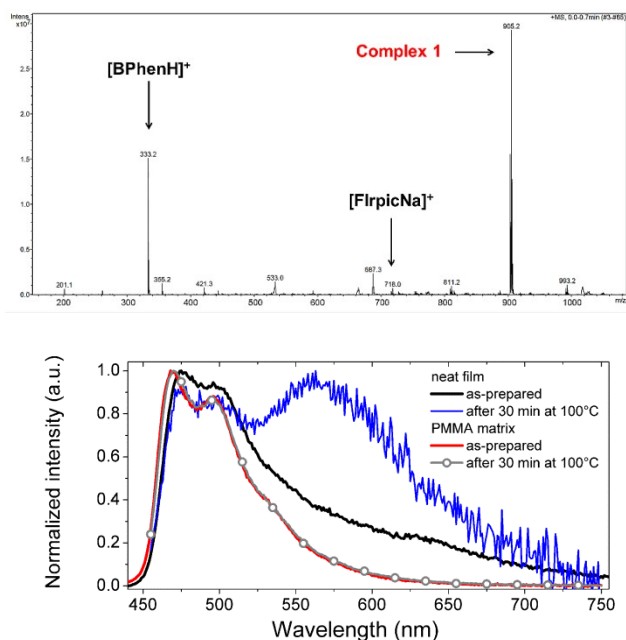 Intens.
x10⁷
+MS, 0.0-0.7min (#3-#65)
905.2
Complex 1
[BPhenH]⁺
2.5
2.0
1.5
333.2
[FIrpicNa]⁺
1.0
0.5
201.1
355.2
421.3
533.0
687.3
718.0
811.2
993.2
0.0
200 300 400 500 600 700 800 900 1000 m/z
1.0
0.8
0.6
0.4
0.2
0.0
Normalized intensity (a.u.)
neat film
as-prepared
after 30 min at 100°C
PMMA matrix
as-prepared
after 30 min at 100°C
450 500 550 600 650 700 750
Wavelength (nm)